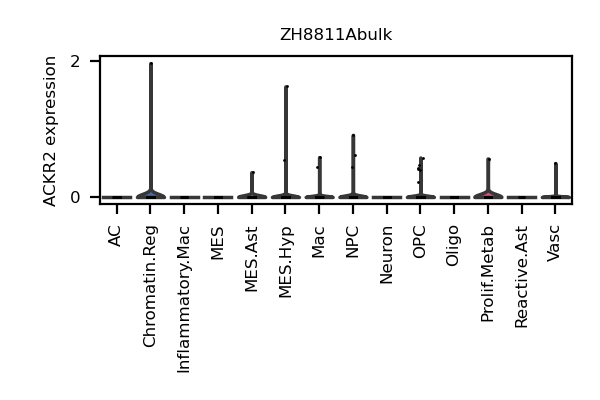 ZH8811Abulk
ACKR2 expression
2
0
AC
Chromatin.Reg
Inflammatory.Mac
MES
MES.Ast
MES.Hyp
Mac
NPC
Neuron
OPC
Oligo
Prolif.Metab
Reactive.Ast
Vasc